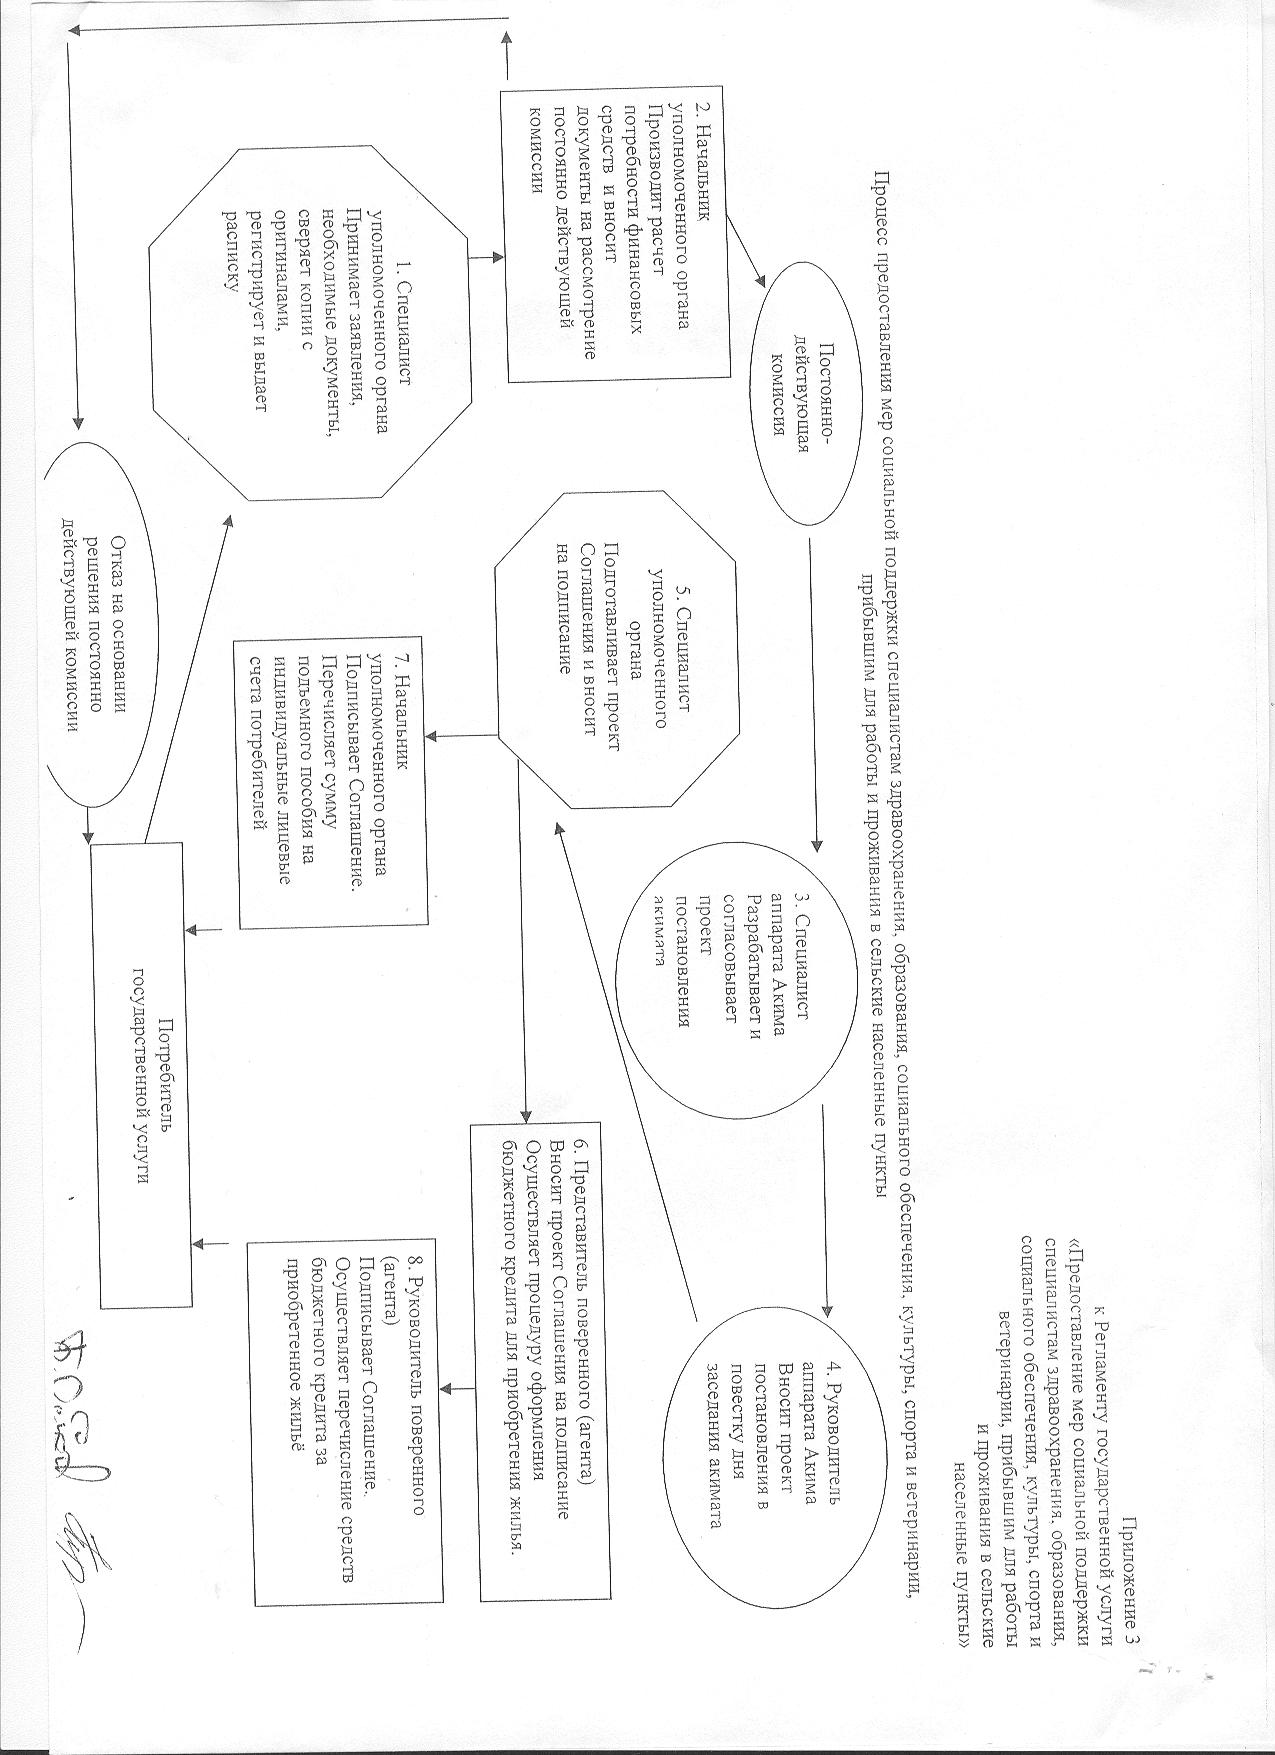 Приложение 3
к Регламенту государственной услуги
«Предоставление мер социальной поддержки
специалистам здравоохранения, образования,
социального обеспечения, культуры, спорта и
ветеринарии, прибывшим для работы
и проживания в сельские
населенные пункты»
Процесс предоставления мер социальной поддержки специалистам здравоохранения, образования, социального обеспечения, культуры, спорта и ветеринарии,
прибывшим для работы и проживания в сельские населенные пункты
Постоянно-
действующая
комиссия
3. Специалист
аппарата Акима
Разрабатывает и
согласовывает
проект
постановления
акимата
4. Руководитель
аппарата Акима
Вносит проект
постановления в
повестку дня
заседания акимата
2. Начальник
уполномоченного органа
Производит расчет
потребности финансовых
средств и вносит
документы на рассмотрение
постоянно действующей
комиссии
5. Специалист
уполномоченного
органа
Подготавливает проект
Соглашения и вносит
на подписание
6. Представитель поверенного (агента)
Вносит проект Соглашения на подписание
Осуществляет процедуру оформления
бюджетного кредита для приобретения жилья.
1. Специалист
уполномоченного органа
Принимает заявления,
необходимые документы,
сверяет копии с
оригиналами,
регистрирует и выдает
расписку
7. Начальник
уполномоченного органа
Подписывает Соглашение.
Перечисляет сумму
подъемного пособия на
индивидуальные лицевые
счета потребителей
8. Руководитель поверенного
(агента)
Подписывает Соглашение.
Осуществляет перечисление средств
бюджетного кредита за
приобретенное жильё
Отказ на основании
решения постоянно
действующей комиссии
Потребитель
государственной услуги